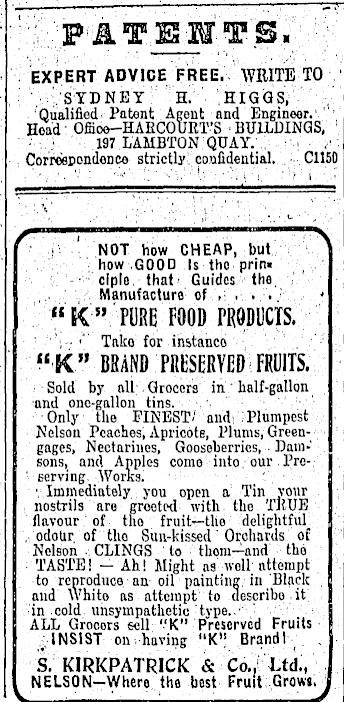 PATENTS.
EXPERT ADVICE FREE. WRITE TO
SYDNEY H. HIGGS,
Qualified Patent Agent and Engineer.
Head Office—HARCOURT'S BUILDINGS,
197 LAMBTON QUAY.
Correspondence strictly confidential. C1150
NOT how CHEAP, but
how GOOD is the prin-
ciple that Guides the
Manufacture of . . . .
"K" PURE FOOD PRODUCTS.
Take for instance
"K" BRAND PRESERVED FRUITS.
Sold by all Grocers in half-gallon
and one-gallon tins.
Only the FINEST and Plumpest
Nelson Peaches, Apricots, Plums, Green-
gages, Nectarines, Gooseberries, Dam-
sons, and Apples come into our Pre-
serving Works.
Immediately you open a Tin your
nostrils are greeted with the TRUE
flavour of the fruit—the delightful
odour of the Sun-kissed Orchards of
Nelson CLINGS to them—and the
TASTE! — Ah! Might as well attempt
to reproduce an oil painting in Black
and White as attempt to describe it
in cold unsympathetic type.
ALL Grocers sell "K" Preserved Fruits
INSIST on having "K" Brand!
S. KIRKPATRICK & Co., Ltd.,
NELSON—Where the best Fruit Grows.